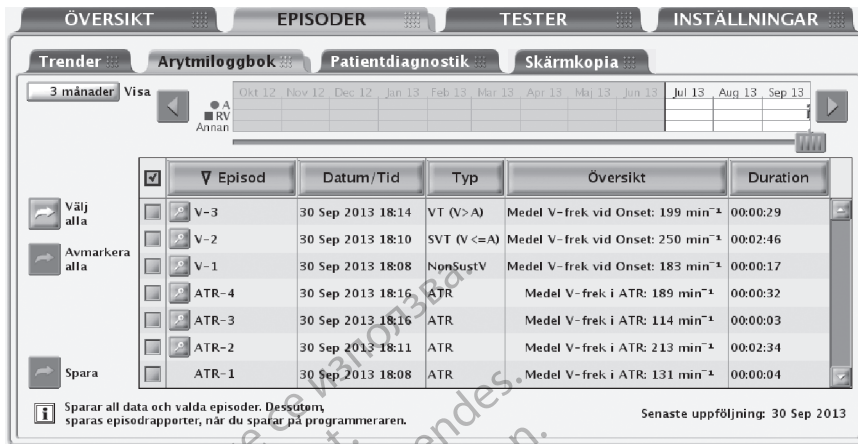 ÖVERSIKT EPISODER TESTER INSTÄLLNINGAR
Trender Arytmiloggbok Patientdiagnostik Skärmkopia
3 månader Visa
Okt 12 Nov 12 Dec 12 Jan 13 Feb 13 Mar 13 Apr 13 Maj 13 Jun 13 Jul 13 Aug 13 Sep 13
A
RV
Annan
Episod Datum/Tid Typ Översikt Duration
Välj alla
Avmarkera alla
Spara
V-3 30 Sep 2013 18:14 VT (V>A) Medel V-frek vid Onset: 199 min⁻¹ 00:00:29
V-2 30 Sep 2013 18:10 SVT (V<=A) Medel V-frek vid Onset: 250 min⁻¹ 00:02:46
V-1 30 Sep 2013 18:08 NonSustV Medel V-frek vid Onset: 183 min⁻¹ 00:00:17
ATR-4 30 Sep 2013 18:16 ATR Medel V-frek i ATR: 189 min⁻¹ 00:00:32
ATR-3 30 Sep 2013 18:16 ATR Medel V-frek i ATR: 114 min⁻¹ 00:00:03
ATR-2 30 Sep 2013 18:11 ATR Medel V-frek i ATR: 213 min⁻¹ 00:02:34
ATR-1 30 Sep 2013 18:08 ATR Medel V-frek i ATR: 131 min⁻¹ 00:00:04
i Sparar all data och valda episoder. Dessutom,
sparas episodrapporter, när du sparar på programmeraren.
Senaste uppföljning: 30 Sep 2013
се използва.